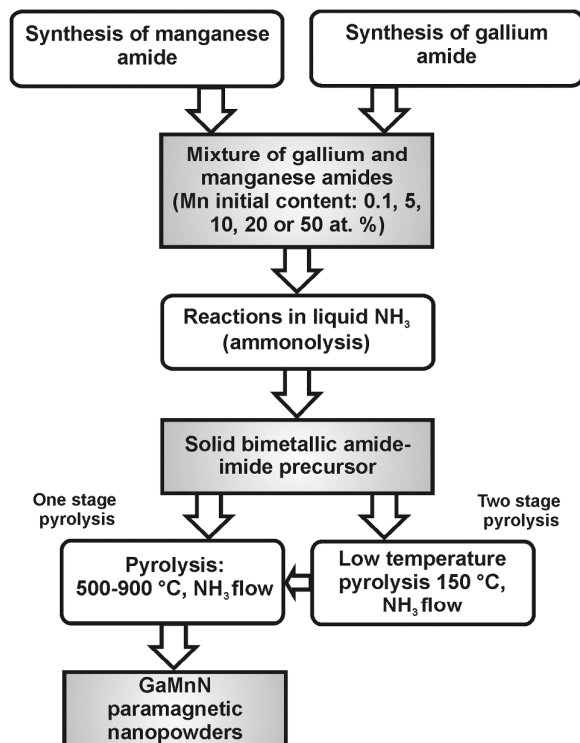 Synthesis of manganese
amide
Synthesis of gallium
amide
Mixture of gallium and
manganese amides
(Mn initial content: 0.1, 5,
10, 20 or 50 at. %)
Reactions in liquid NH₃
(ammonolysis)
Solid bimetallic amide-
imide precursor
One stage
pyrolysis
Two stage
pyrolysis
Pyrolysis:
500-900 °C, NH₃ flow
Low temperature
pyrolysis 150 °C,
NH₃ flow
GaMnN
paramagnetic
nanopowders